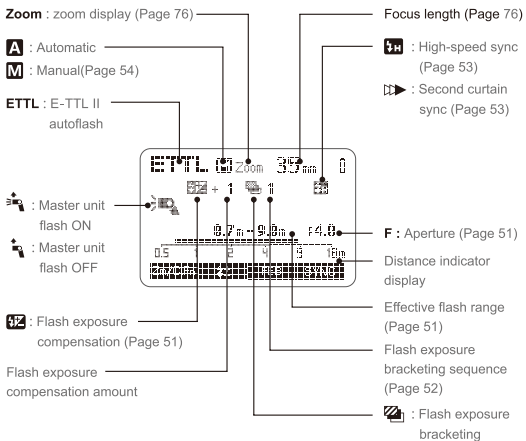 Zoom : zoom display (Page 76)
A : Automatic
M : Manual(Page 54)
ETTL : E-TTL II
autoflash
Focus length (Page 76)
H : High-speed sync
(Page 53)
: Second curtain
sync (Page 53)
ETTL Zoom 35mm
+ 1 1
0.7m-9.0m F4.0
0.5 1 2 4 9 18m
: Master unit
flash ON
: Master unit
flash OFF
F : Aperture (Page 51)
Distance indicator
display
: Flash exposure
compensation (Page 51)
Flash exposure
compensation amount
Effective flash range
(Page 51)
Flash exposure
bracketing sequence
(Page 52)
: Flash exposure
bracketing